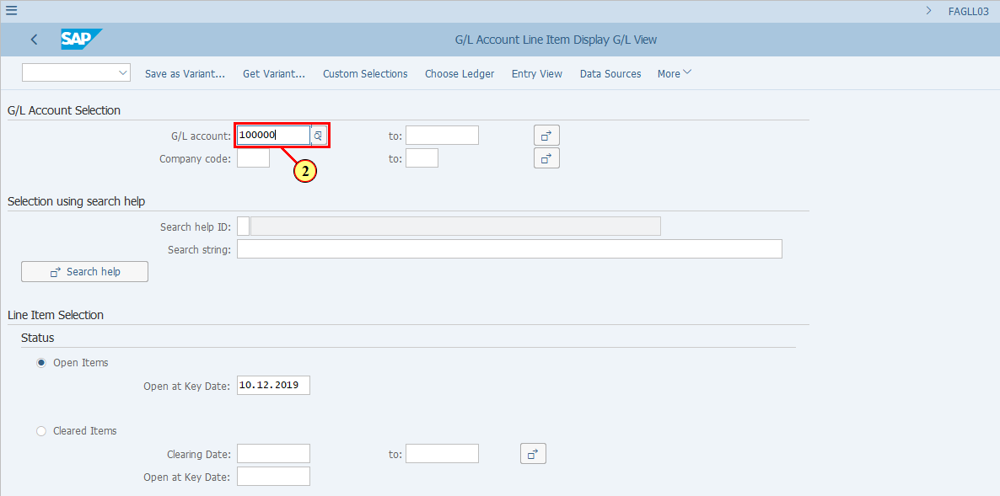 FAGLL03
SAP G/L Account Line Item Display G/L View
Save as Variant... Get Variant... Custom Selections Choose Ledger Entry View Data Sources More
G/L Account Selection
G/L account: 100000 to:
Company code: to:
2
Selection using search help
Search help ID:
Search string:
Search help
Line Item Selection
Status
Open Items
Open at Key Date: 10.12.2019
Cleared Items
Clearing Date: to:
Open at Key Date: